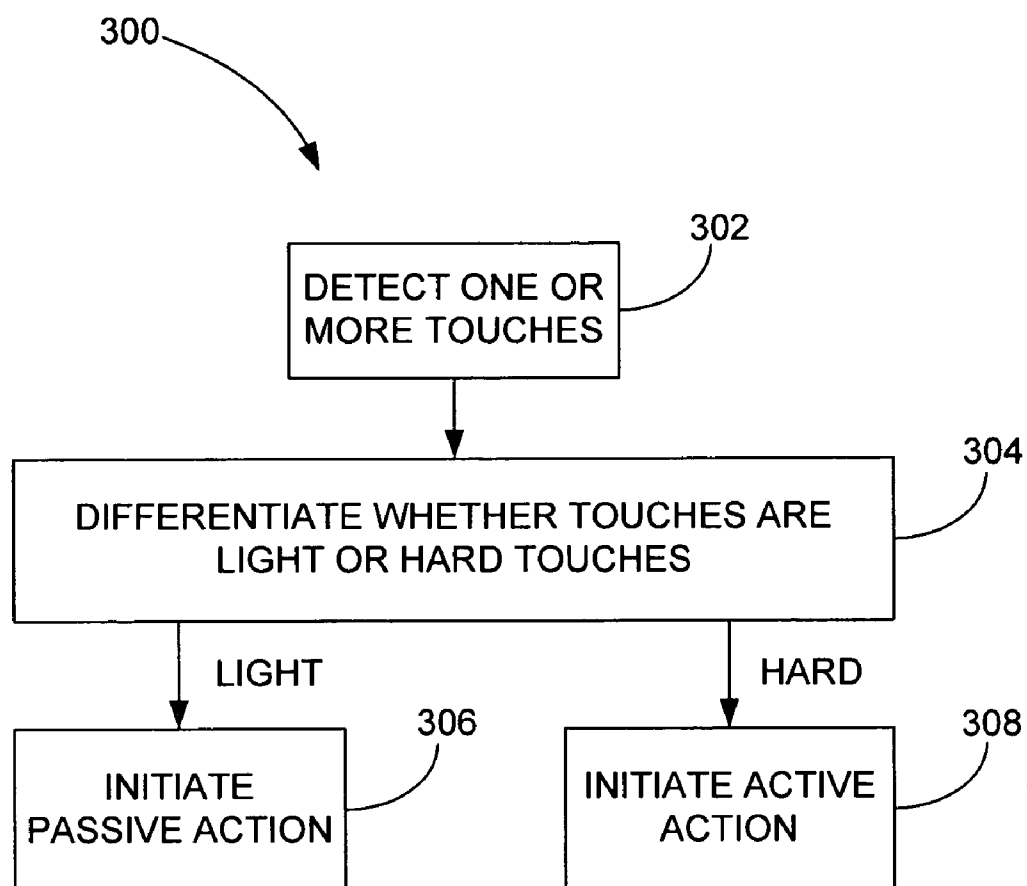 300
302
DETECT ONE OR
MORE TOUCHES
304
DIFFERENTIATE WHETHER TOUCHES ARE
LIGHT OR HARD TOUCHES
LIGHT
HARD
306
308
INITIATE
PASSIVE ACTION
INITIATE ACTIVE
ACTION